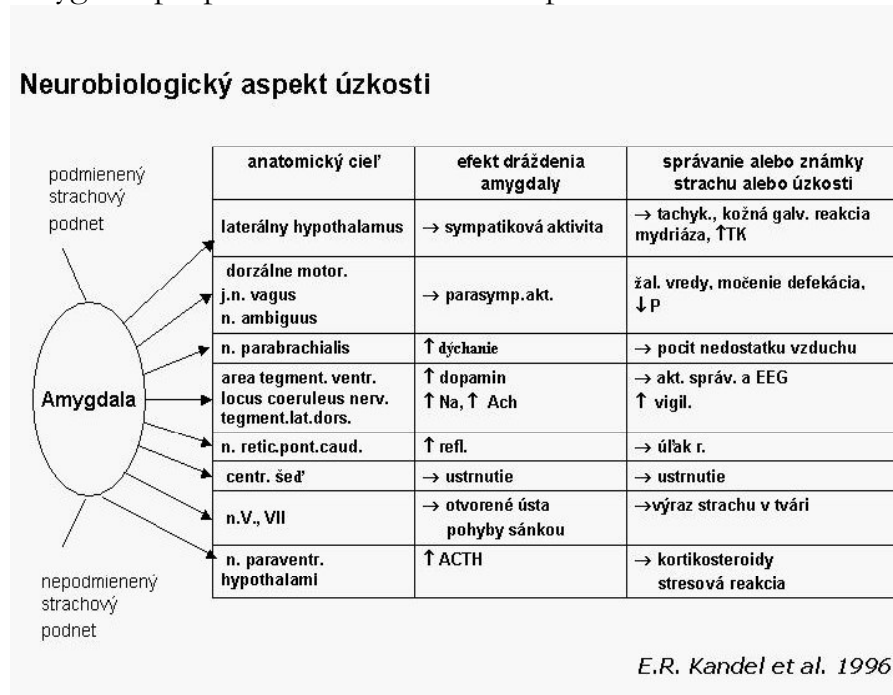 Neurobiologický aspekt úzkosti
podmienený
strachový
podnet
Amygdala
nepodmienený
strachový
podnet
anatomický cieľ
efekt dráždenia
amygdaly
správanie alebo známky
strachu alebo úzkosti
laterálny hypothalamus
→ sympatiková aktivita
→ tachyk., kožná galv. reakcia
mydriáza, ↑TK
dorzálne motor.
j.n. vagus
n. ambiguus
→ parasymp.akt.
žal. vredy, močenie defekácia,
↓P
n. parabrachialis
↑ dýchanie
→ pocit nedostatku vzduchu
area tegment. ventr.
locus coeruleus nerv.
tegment.lat.dors.
↑ dopamin
↑ Na, ↑ Ach
→ akt. správ. a EEG
↑ vigil.
n. retic.pont.caud.
↑ refl.
→ úľak r.
centr. šeď
→ ustrnutie
→ ustrnutie
n.V., VII
→ otvorené ústa
pohyby sánkou
→výraz strachu v tvári
n. paraventr.
hypothalami
↑ ACTH
→ kortikosteroidy
stresová reakcia
E.R. Kandel et al. 1996